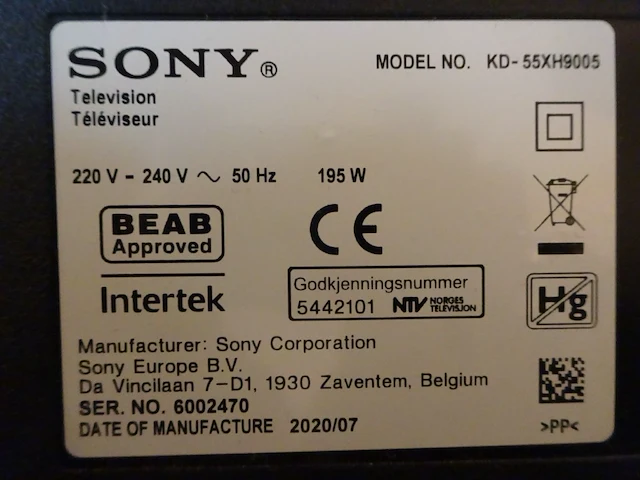 SONY®
MODEL NO. KD-55XH9005
Television
Téléviseur
220 V - 240 V ~ 50 Hz 195 W
BEAB
Approved
CE
Intertek
Godkjenningsnummer
5442101 NTV NORGES
TELEVISJON
Hg
Manufacturer: Sony Corporation
Sony Europe B.V.
Da Vincilaan 7-D1, 1930 Zaventem, Belgium
SER. NO. 6002470
DATE OF MANUFACTURE 2020/07
>PP<